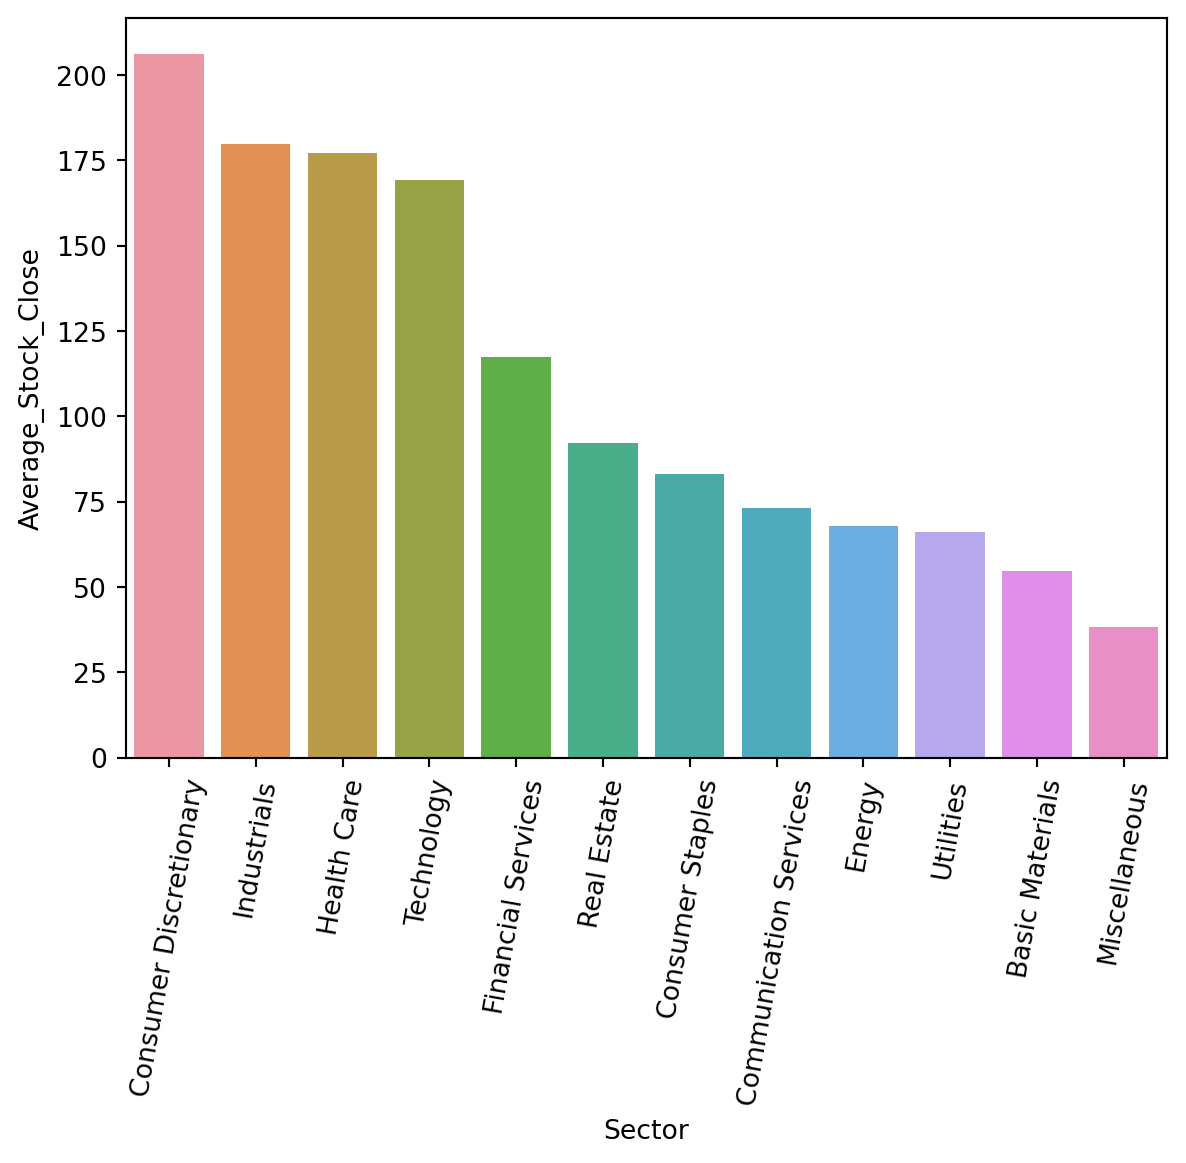 200
175
150
125
100
75
50
25
0
Average_Stock_Close
Consumer Discretionary
Industrials
Health Care
Technology
Financial Services
Real Estate
Consumer Staples
Communication Services
Energy
Utilities
Basic Materials
Miscellaneous
Sector